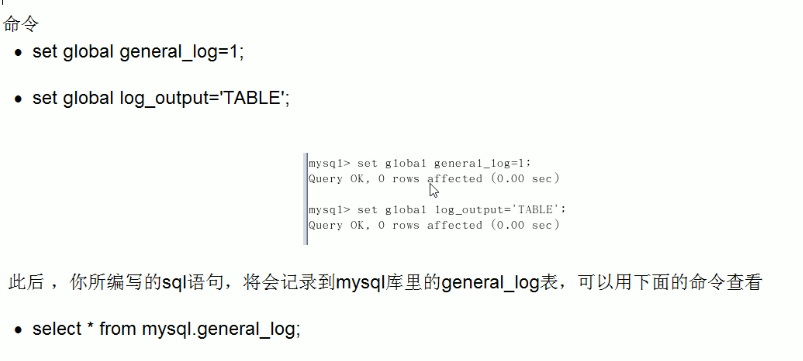 命令
• set global general_log=1;
• set global log_output='TABLE';
mysql> set global general_log=1;
Query OK, 0 rows affected (0.00 sec)
mysql> set global log_output='TABLE';
Query OK, 0 rows affected (0.00 sec)
此后 ，你所编写的sql语句，将会记录到mysql库里的general_log表，可以用下面的命令查看
• select * from mysql.general_log;